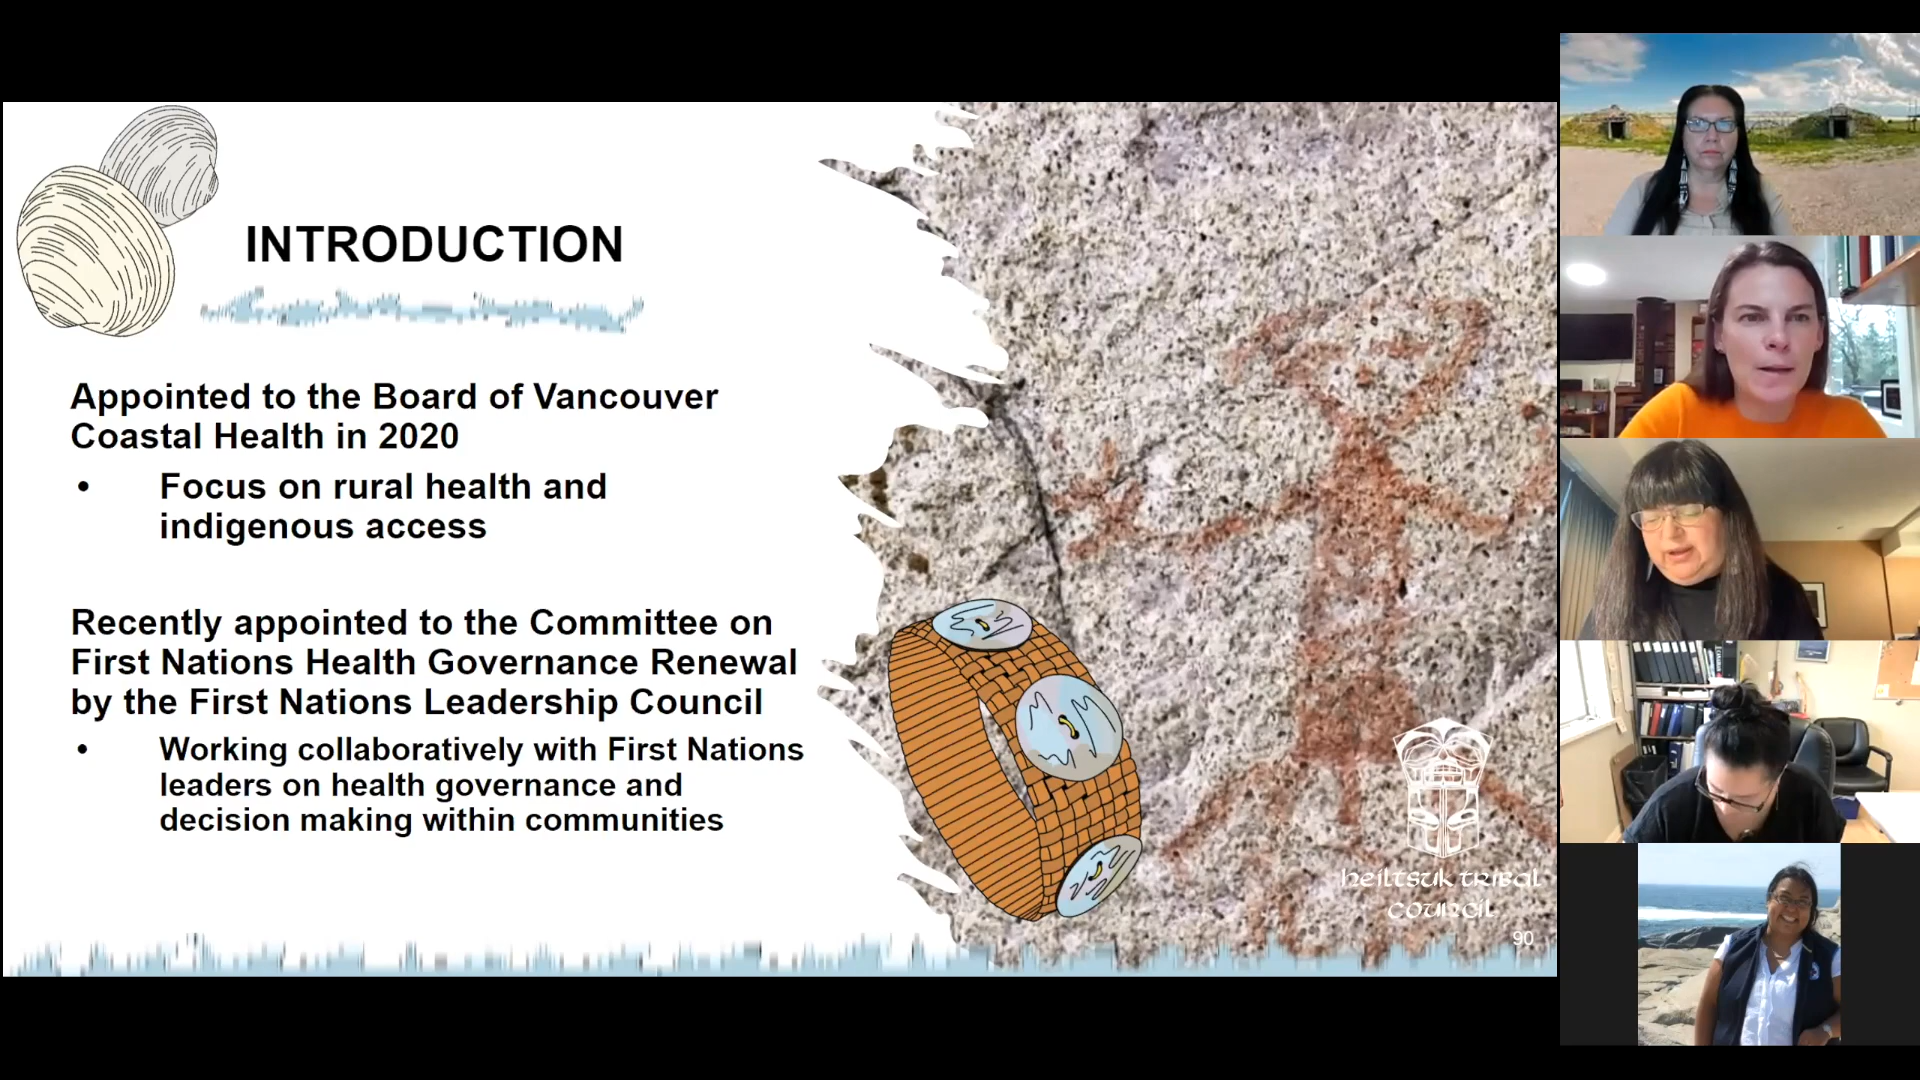 INTRODUCTION
Appointed to the Board of Vancouver
Coastal Health in 2020
• Focus on rural health and
indigenous access
Recently appointed to the Committee on
First Nations Health Governance Renewal
by the First Nations Leadership Council
• Working collaboratively with First Nations
leaders on health governance and
decision making within communities
heiltsuk tribal
council
90